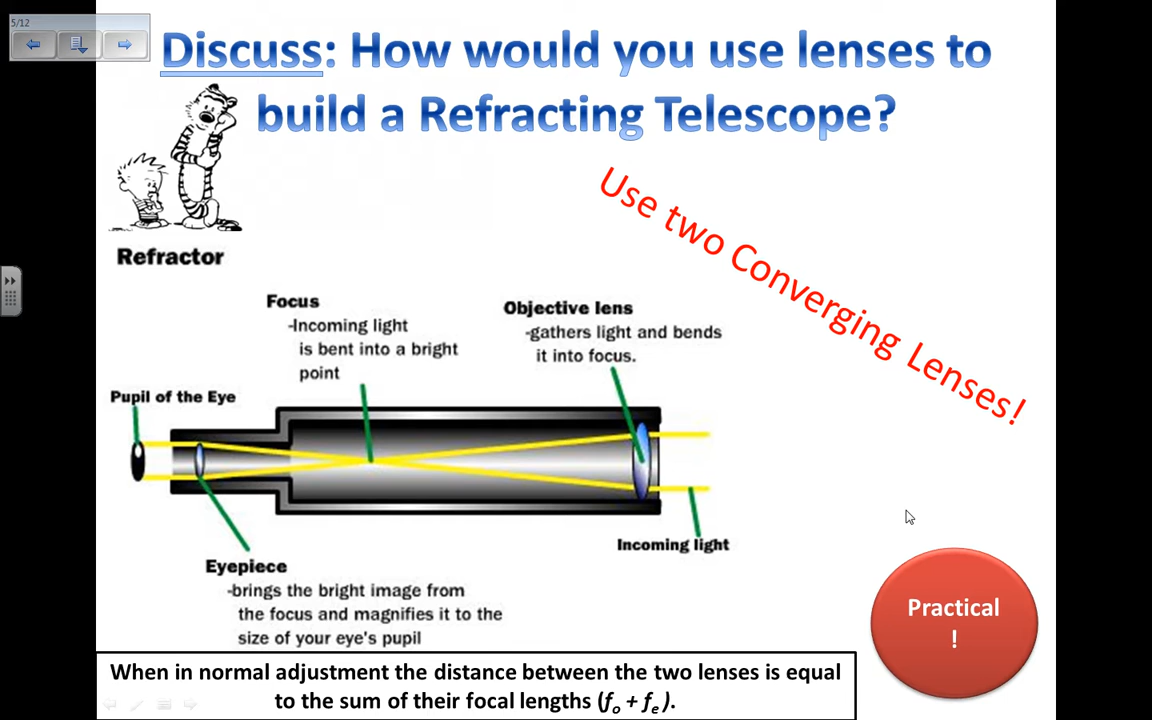 5/12
Discuss: How would you use lenses to
build a Refracting Telescope?
Use two Converging Lenses!
Refractor
Focus
-Incoming light
is bent into a bright
point
Objective lens
-gathers light and bends
it into focus.
Pupil of the Eye
Incoming light
Eyepiece
-brings the bright image from
the focus and magnifies it to the
size of your eye's pupil
Practical
!
When in normal adjustment the distance between the two lenses is equal
to the sum of their focal lengths (fₒ + fₑ ).